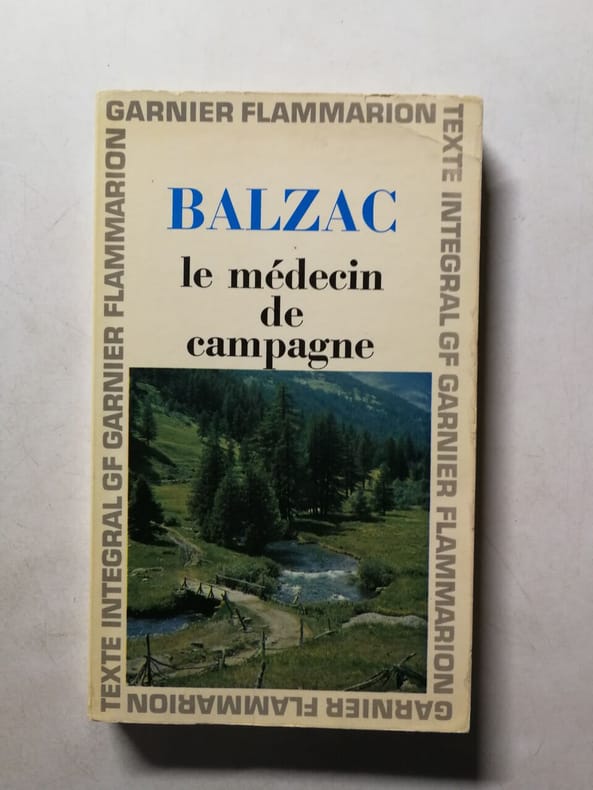 GARNIER FLAMMARION
TEXTE INTEGRAL GF GARNIER FLAMMARION
BALZAC
le médecin
de
campagne
TEXTE INTEGRAL GF GARNIER FLAMMARION
GARNIER FLAMMARION